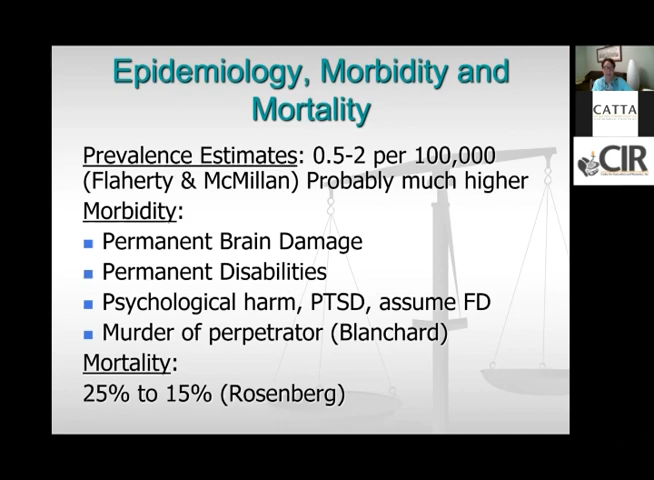 Epidemiology, Morbidity and
Mortality
Prevalence Estimates: 0.5-2 per 100,000
(Flaherty & McMillan) Probably much higher
Morbidity:
Permanent Brain Damage
Permanent Disabilities
Psychological harm, PTSD, assume FD
Murder of perpetrator (Blanchard)
Mortality:
25% to 15% (Rosenberg)
CATTA
CIR